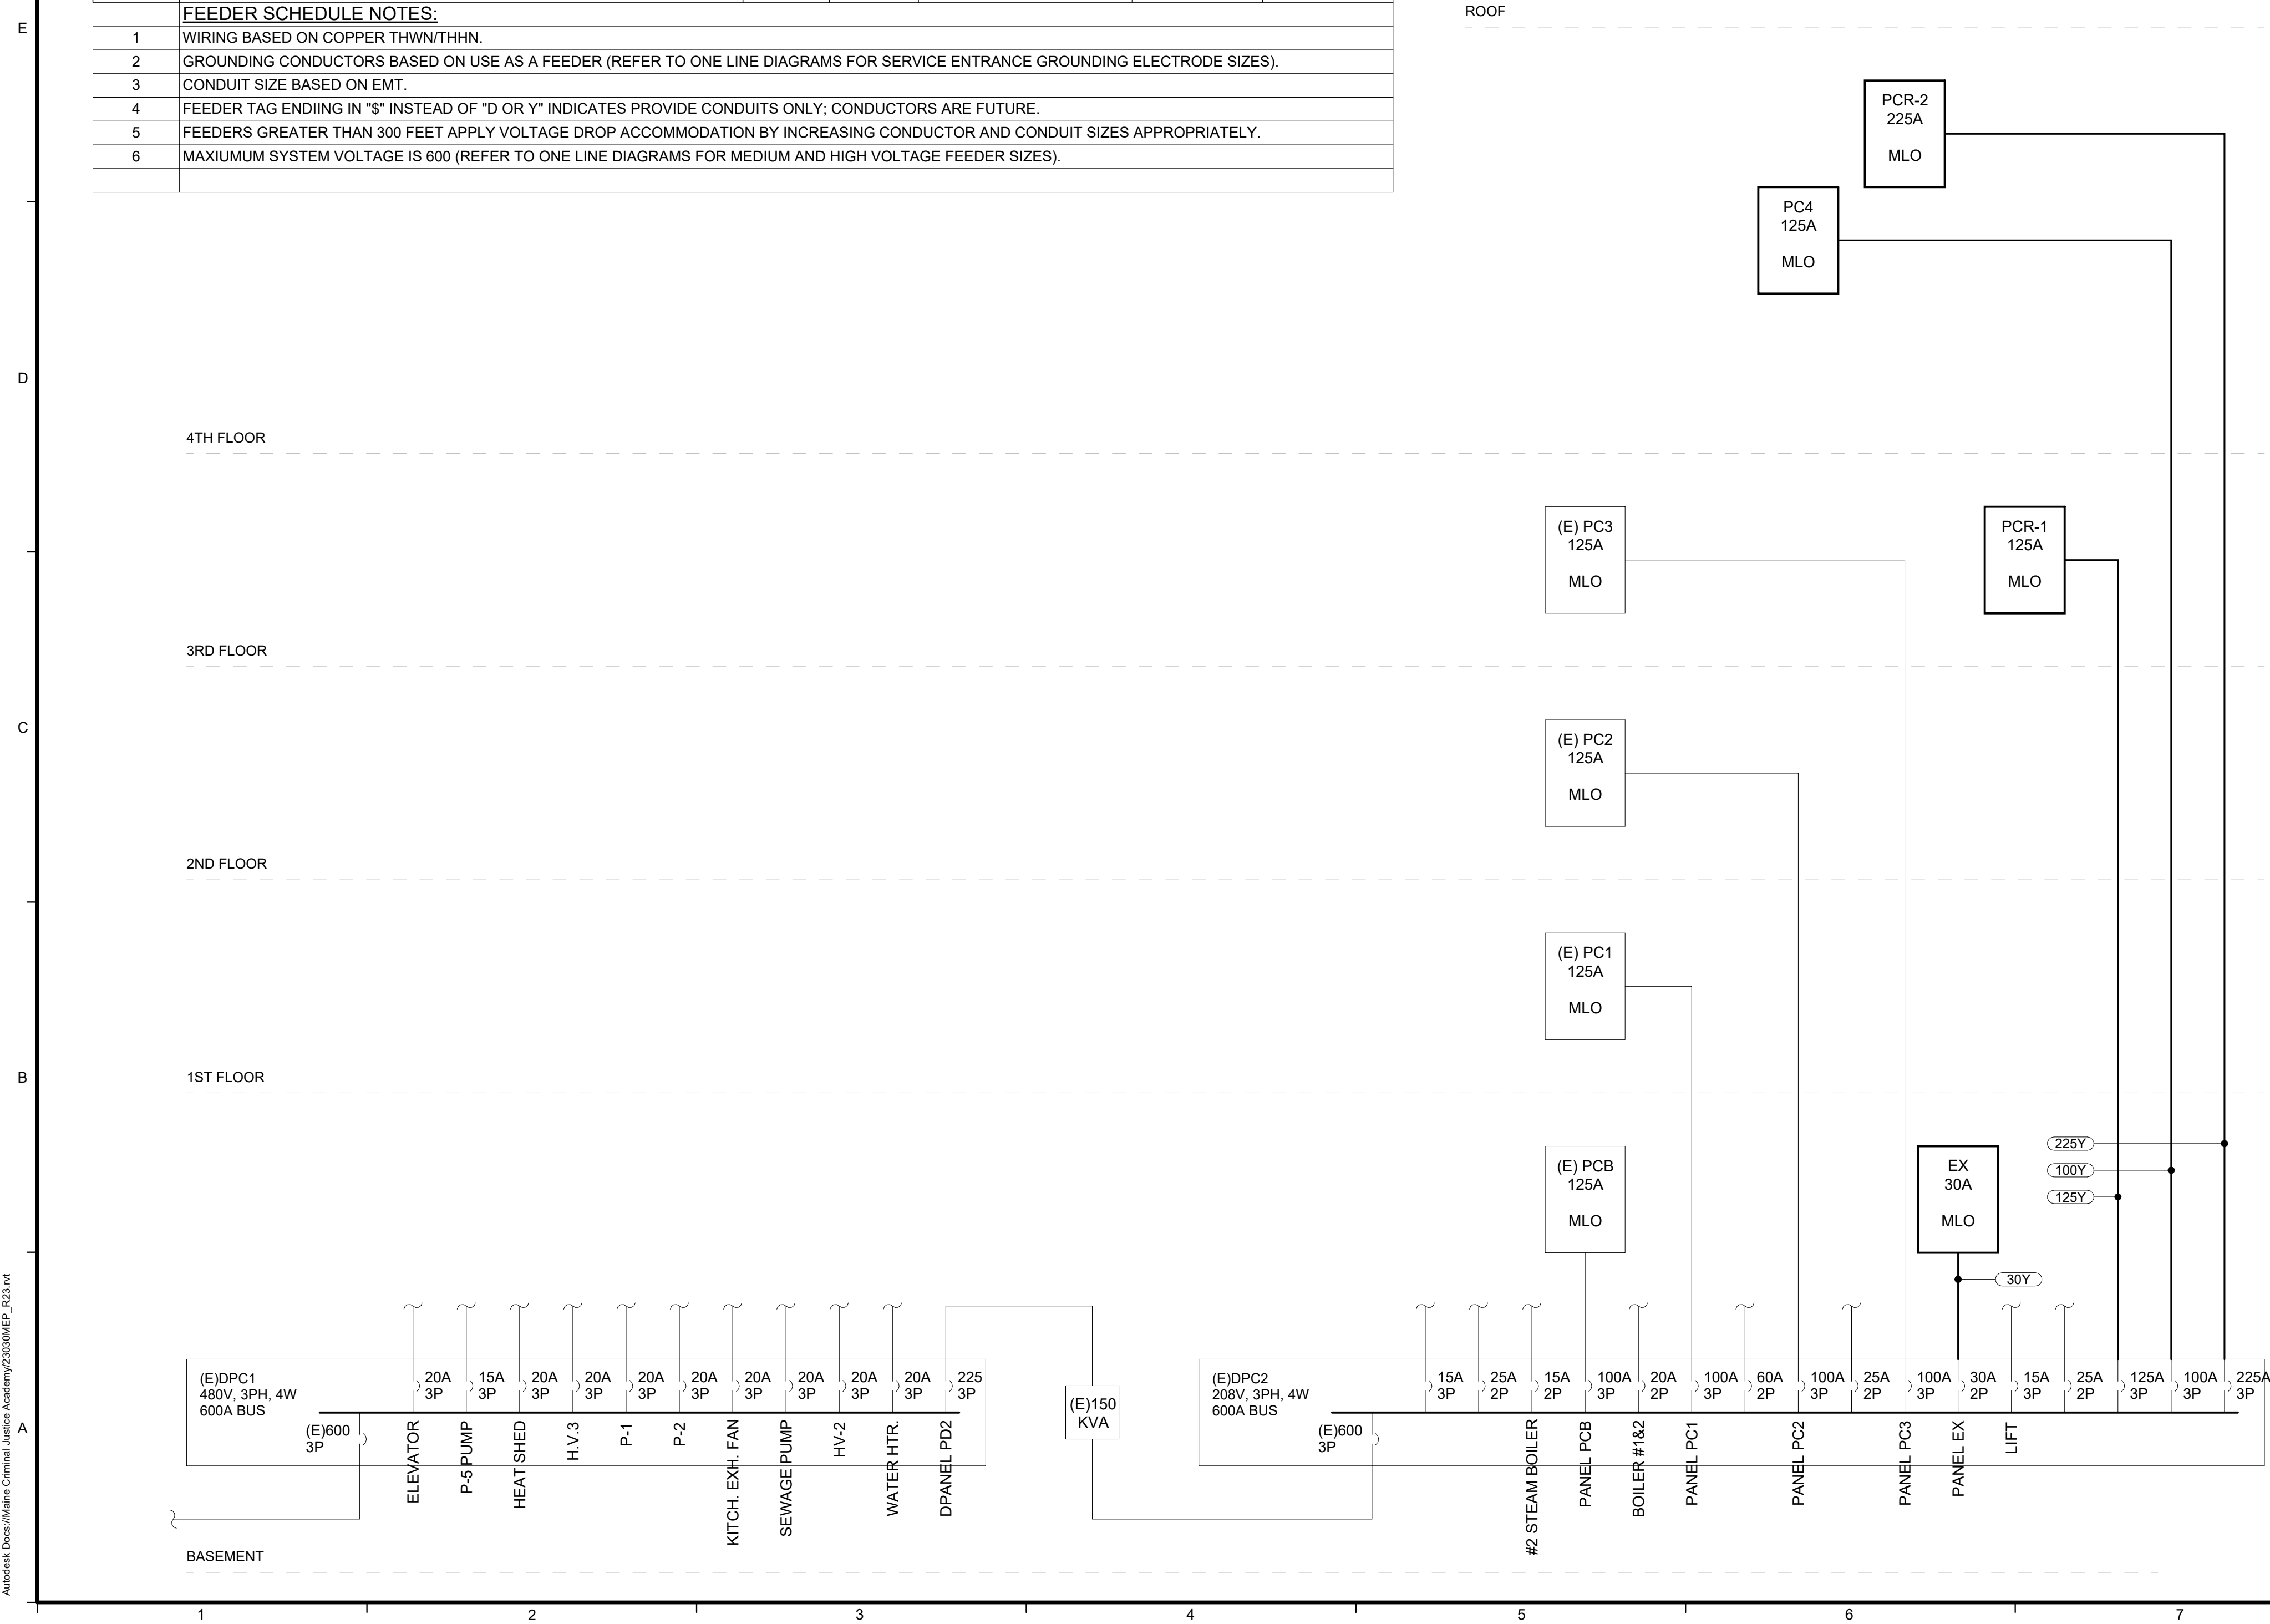 FEEDER SCHEDULE NOTES:
1 WIRING BASED ON COPPER THWN/THHN.
2 GROUNDING CONDUCTORS BASED ON USE AS A FEEDER (REFER TO ONE LINE DIAGRAMS FOR SERVICE ENTRANCE GROUNDING ELECTRODE SIZES).
3 CONDUIT SIZE BASED ON EMT.
4 FEEDER TAG ENDIING IN "$" INSTEAD OF "D OR Y" INDICATES PROVIDE CONDUITS ONLY; CONDUCTORS ARE FUTURE.
5 FEEDERS GREATER THAN 300 FEET APPLY VOLTAGE DROP ACCOMMODATION BY INCREASING CONDUCTOR AND CONDUIT SIZES APPROPRIATELY.
6 MAXIUMUM SYSTEM VOLTAGE IS 600 (REFER TO ONE LINE DIAGRAMS FOR MEDIUM AND HIGH VOLTAGE FEEDER SIZES).
ROOF
PCR-2
225A
MLO
PC4
125A
MLO
4TH FLOOR
(E) PC3
125A
MLO
PCR-1
125A
MLO
3RD FLOOR
(E) PC2
125A
MLO
2ND FLOOR
(E) PC1
125A
MLO
1ST FLOOR
225Y
100Y
125Y
(E) PCB
125A
MLO
EX
30A
MLO
30Y
(E)DPC1
480V, 3PH, 4W
600A BUS
(E)600
3P
20A
3P
15A
3P
20A
3P
20A
3P
20A
3P
20A
3P
20A
3P
20A
3P
20A
3P
20A
3P
225
3P
ELEVATOR
P-5 PUMP
HEAT SHED
H.V.3
P-1
P-2
KITCH. EXH. FAN
SEWAGE PUMP
HV-2
WATER HTR.
DPANEL PD2
(E)150
KVA
(E)DPC2
208V, 3PH, 4W
600A BUS
(E)600
3P
15A
3P
25A
2P
15A
2P
100A
3P
20A
2P
100A
3P
60A
2P
100A
3P
25A
2P
100A
3P
30A
2P
15A
3P
25A
2P
125A
3P
100A
3P
225A
3P
#2 STEAM BOILER
PANEL PCB
BOILER #1&2
PANEL PC1
PANEL PC2
PANEL PC3
PANEL EX
LIFT
BASEMENT
E
D
C
B
A
1 2 3 4 5 6 7
Autodesk Docs://Maine Criminal Justice Academy/23030MEP_R23.rvt